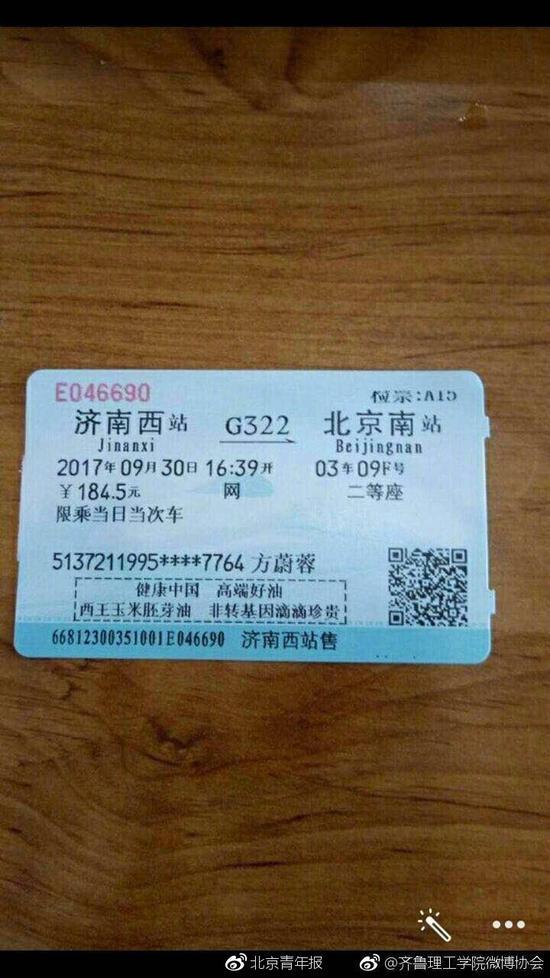 E046690 检票:A15
济南西站 G322 北京南站
Jinanxi Beijingnan
2017年09月30日16:39开 03车09F号
￥184.5元 网 二等座
限乘当日当次车
5137211995****7764 方蔚蓉
健康中国 高端好油
西王玉米胚芽油 非转基因滴滴珍贵
66812300351001E046690 济南西站售
北京青年报 @齐鲁理工学院微博协会